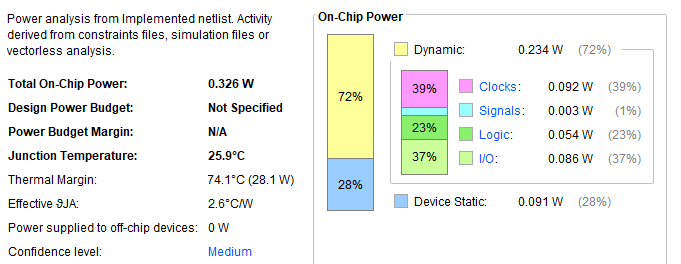 Power analysis from Implemented netlist. Activity
derived from constraints files, simulation files or
vectorless analysis.
Total On-Chip Power: 0.326 W
Design Power Budget: Not Specified
Power Budget Margin: N/A
Junction Temperature: 25.9°C
Thermal Margin: 74.1°C (28.1 W)
Effective ϑJA: 2.6°C/W
Power supplied to off-chip devices: 0 W
Confidence level: Medium
On-Chip Power
72%
28%
Dynamic: 0.234 W (72%)
39%
23%
37%
Clocks: 0.092 W (39%)
Signals: 0.003 W (1%)
Logic: 0.054 W (23%)
I/O: 0.086 W (37%)
Device Static: 0.091 W (28%)